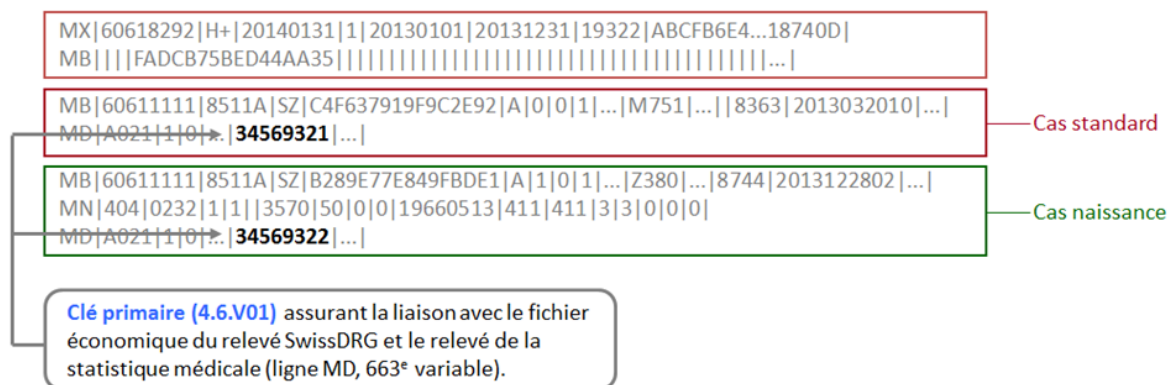 MX|60618292|H+|20140131|1|20130101|20131231|19322|ABCFB6E4...18740D|
MB||||FADCB75BED44AA35|||||||||||||||||||||||||||||||||||||||||...|
MB|60611111|8511A|SZ|C4F637919F9C2E92|A|0|0|1|...|M751|...||8363|2013032010|...|
MD|A021|1|0|...|34569321|...|
Cas standard
MB|60611111|8511A|SZ|B289E77E849FBDE1|A|1|0|1|...|Z380|...|8744|2013122802|...|
MN|404|0232|1|1||3570|50|0|0|19660513|411|411|3|3|0|0|0|
MD|A021|1|0|...|34569322|...|
Cas naissance
Clé primaire (4.6.V01) assurant la liaison avec le fichier
économique du relevé SwissDRG et le relevé de la
statistique médicale (ligne MD, 663e variable).